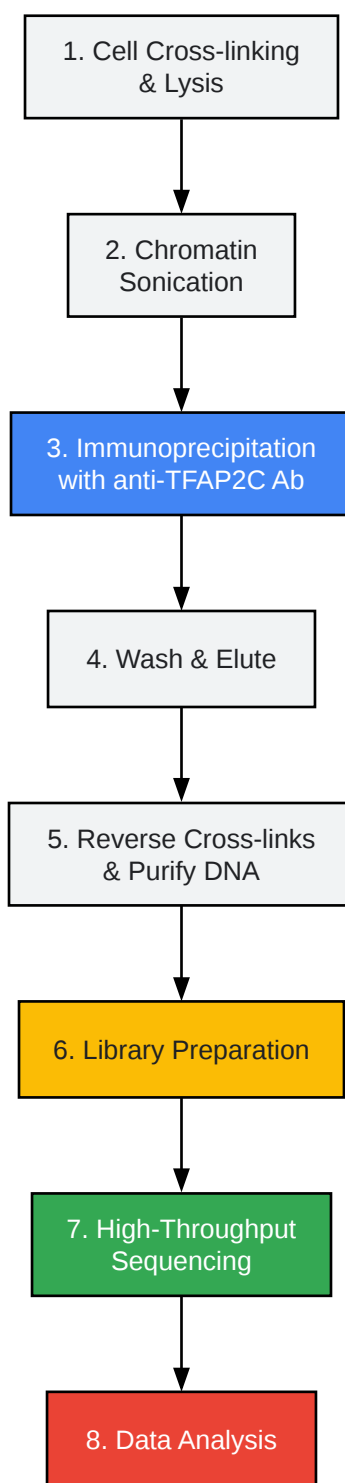 1. Cell Cross-linking
& Lysis
2. Chromatin
Sonication
3. Immunoprecipitation
with anti-TFAP2C Ab
4. Wash & Elute
5. Reverse Cross-links
& Purify DNA
6. Library Preparation
7. High-Throughput
Sequencing
8. Data Analysis